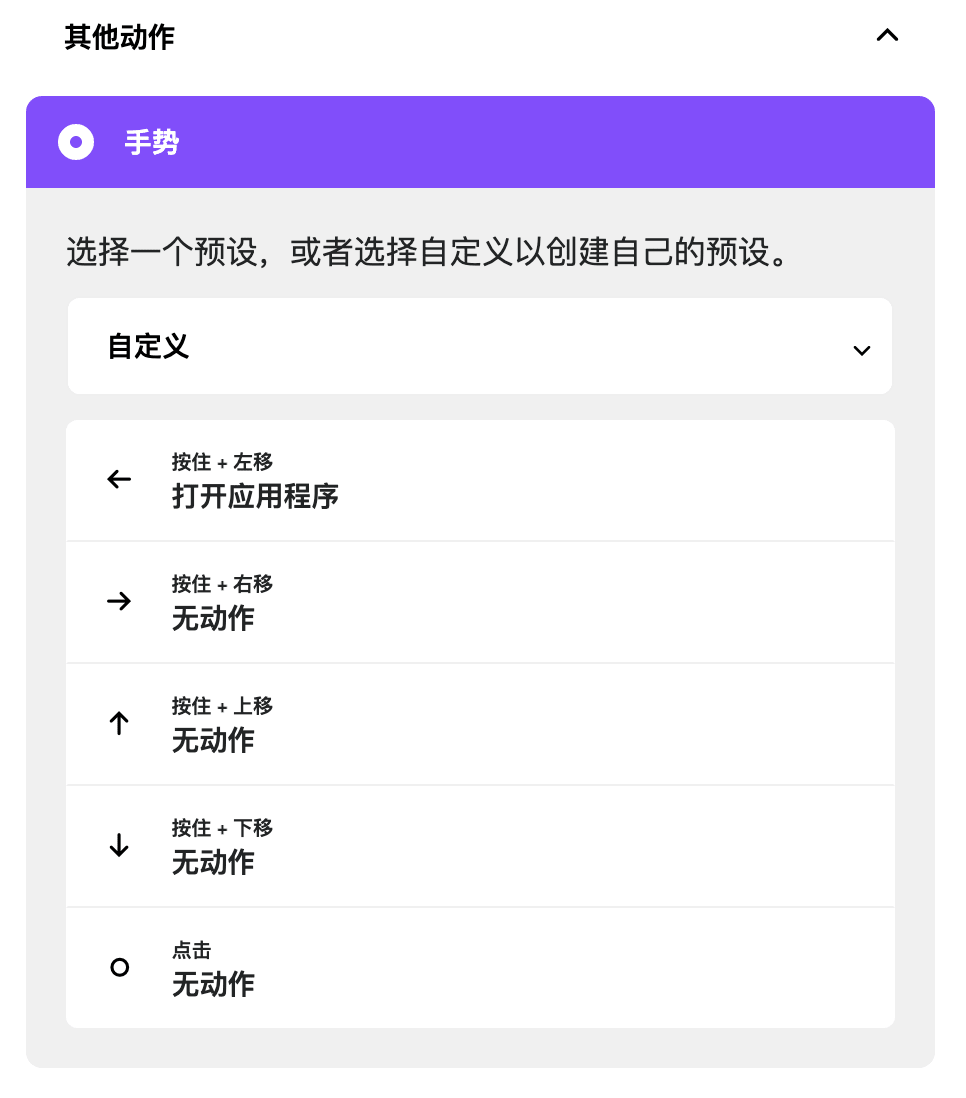 其他动作
手势
选择一个预设，或者选择自定义以创建自己的预设。
自定义
按住 + 左移
打开应用程序
按住 + 右移
无动作
按住 + 上移
无动作
按住 + 下移
无动作
点击
无动作